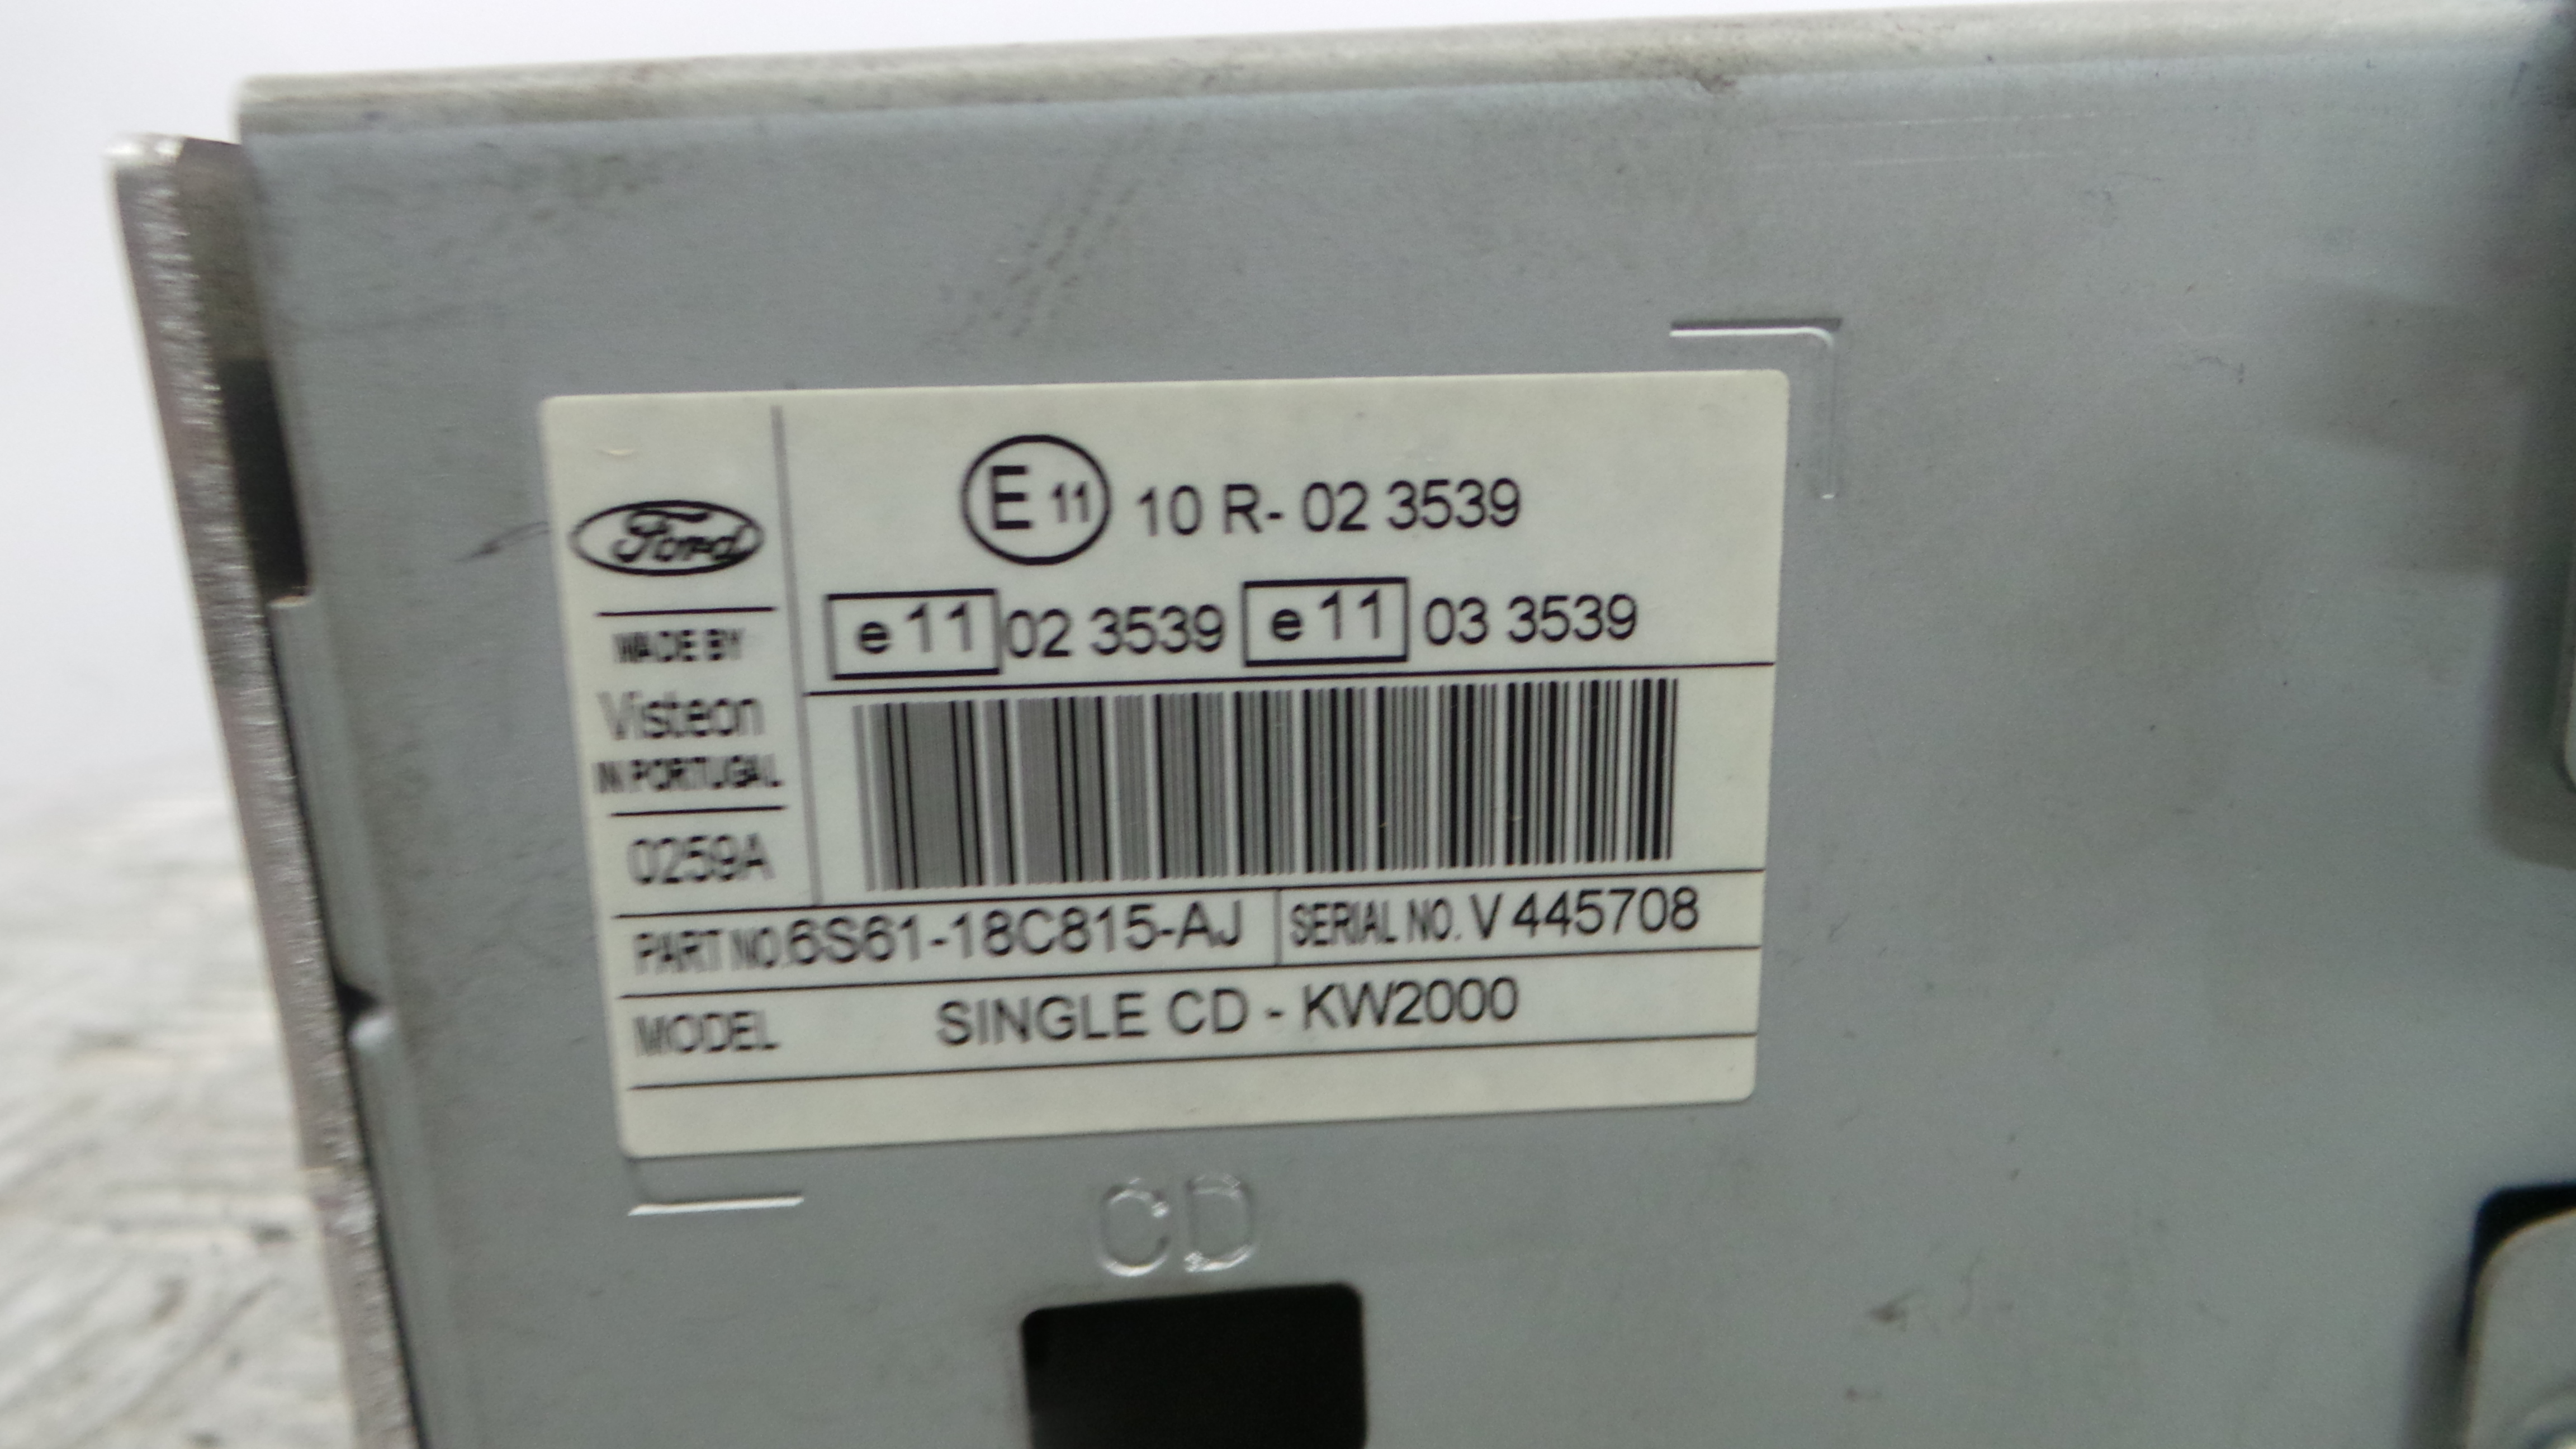 Ford
MADE BY
Visteon
IN PORTUGAL
0259A
E 11 10 R- 02 3539
e 11 02 3539 e 11 03 3539
PART NO. 6S61-18C815-AJ SERIAL NO. V 445708
MODEL SINGLE CD - KW2000
CD